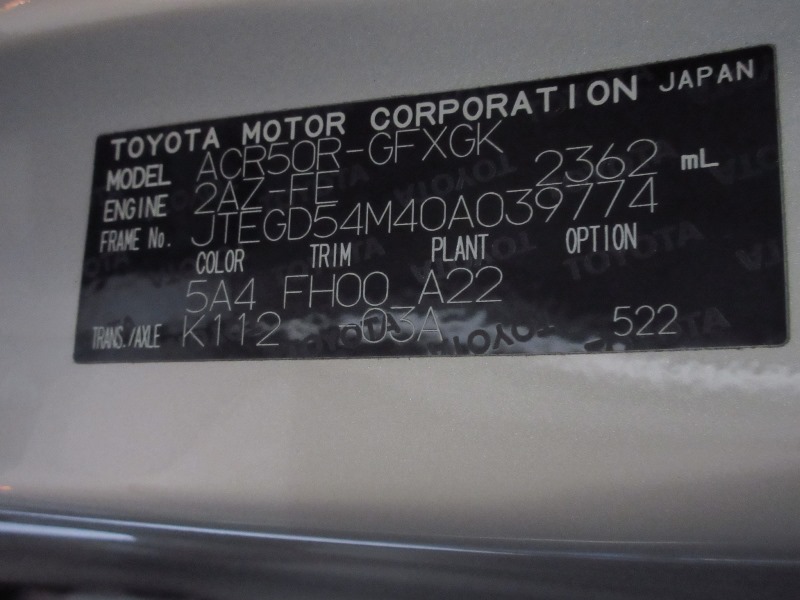 TOYOTA MOTOR CORPORATION JAPAN
MODEL ACR50R-GFXGK
ENGINE 2AZ-FE 2362 mL
FRAME No. JTEGD54M40A039774
COLOR TRIM PLANT OPTION
5A4 FH00 A22
TRANS./AXLE K112 -03A 522